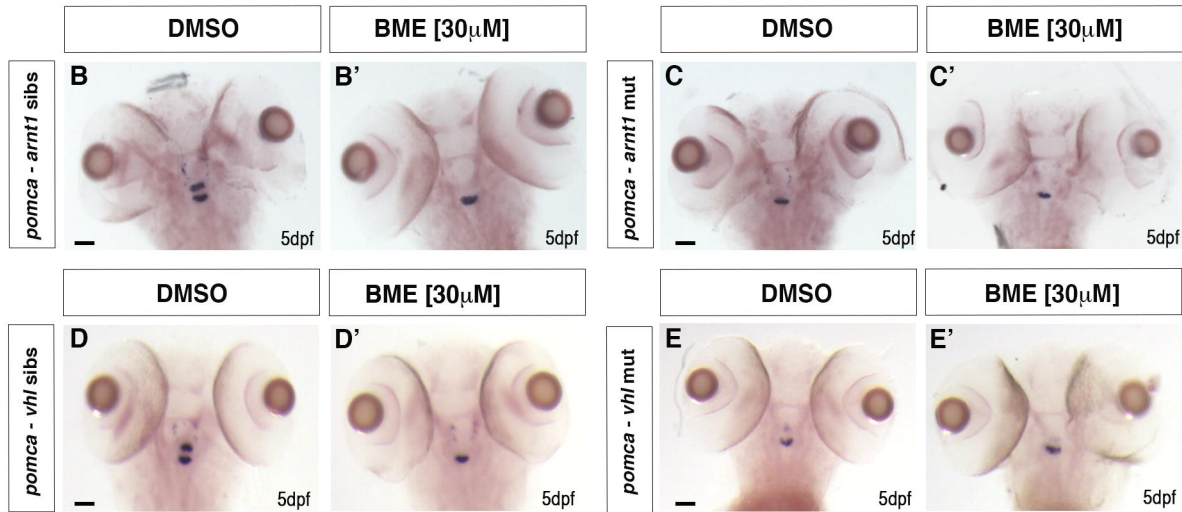 DMSO
BME [30μM]
DMSO
BME [30μM]
pomca - arnt1 sibs
B
5dpf
B'
5dpf
pomca - arnt1 mut
C
5dpf
C'
5dpf
DMSO
BME [30μM]
DMSO
BME [30μM]
pomca - vhl sibs
D
5dpf
D'
5dpf
pomca - vhl mut
E
5dpf
E'
5dpf